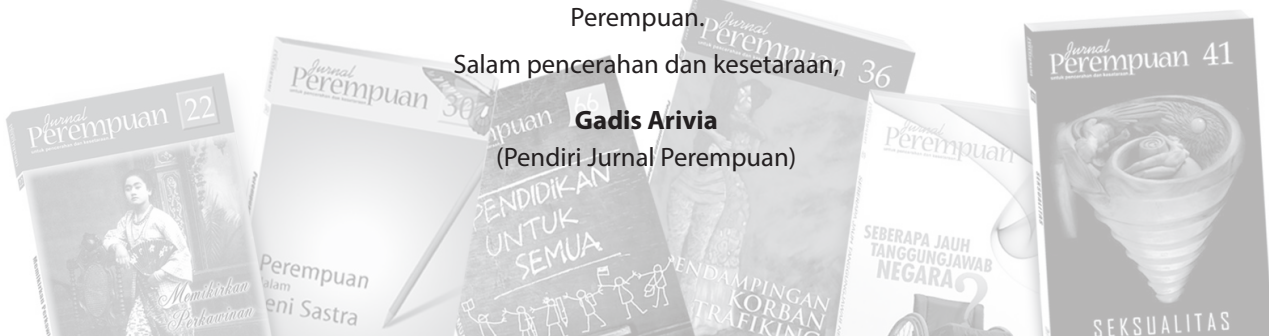 Perempuan.
Salam pencerahan dan kesetaraan,
Gadis Arivia
(Pendiri Jurnal Perempuan)
Jurnal
Perempuan 22
Memikirkan
Perkawinan
Jurnal
Perempuan 30
Perempuan
dalam
Seni Sastra
PENDIDIKAN
UNTUK
SEMUA
Jurnal
Perempuan 36
PENDAMPINGAN
KORBAN
TRAFIKING
Jurnal
Perempuan
SEBERAPA JAUH
TANGGUNGJAWAB
NEGARA?
Jurnal
Perempuan 41
SEKSUALITAS